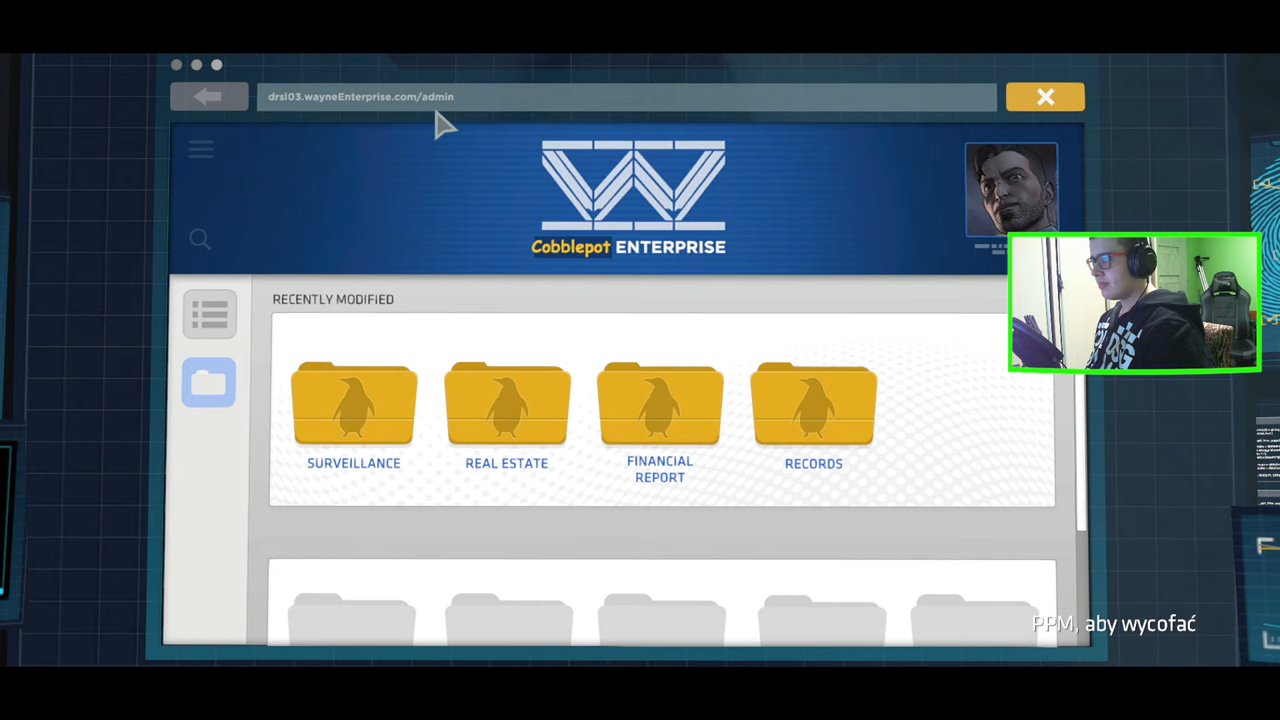 drsl03.wayneEnterprise.com/admin
Cobblepot ENTERPRISE
RECENTLY MODIFIED
SURVEILLANCE
REAL ESTATE
FINANCIAL
REPORT
RECORDS
PPM, aby wycofać